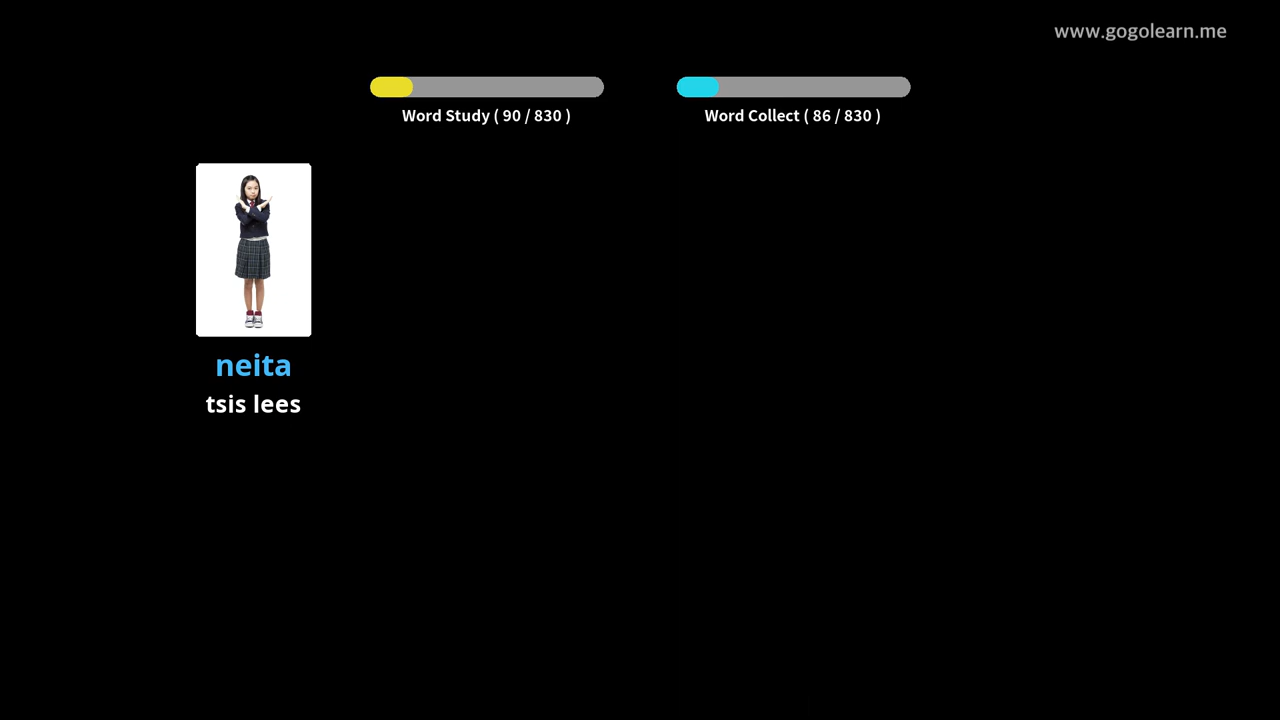 www.gogolearn.me
Word Study ( 90 / 830 )
Word Collect ( 86 / 830 )
neita
tsis lees